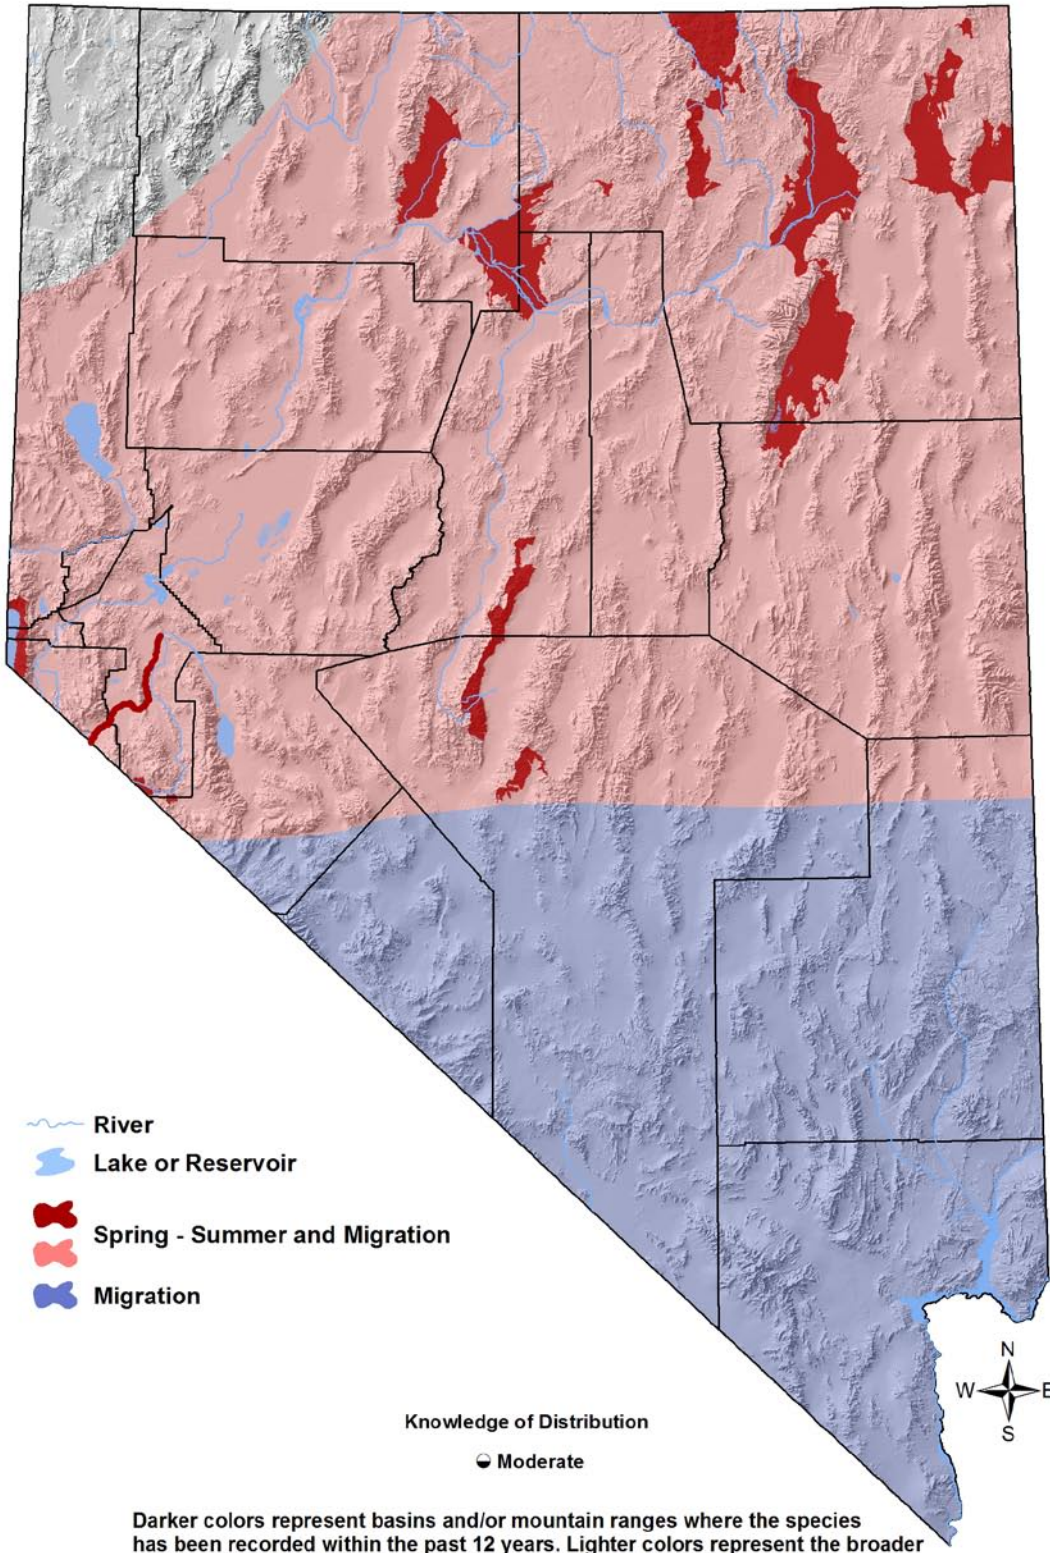 River
Lake or Reservoir
Spring - Summer and Migration
Migration
N
W E
S
Knowledge of Distribution
Moderate
Darker colors represent basins and/or mountain ranges where the species
has been recorded within the past 12 years. Lighter colors represent the broader